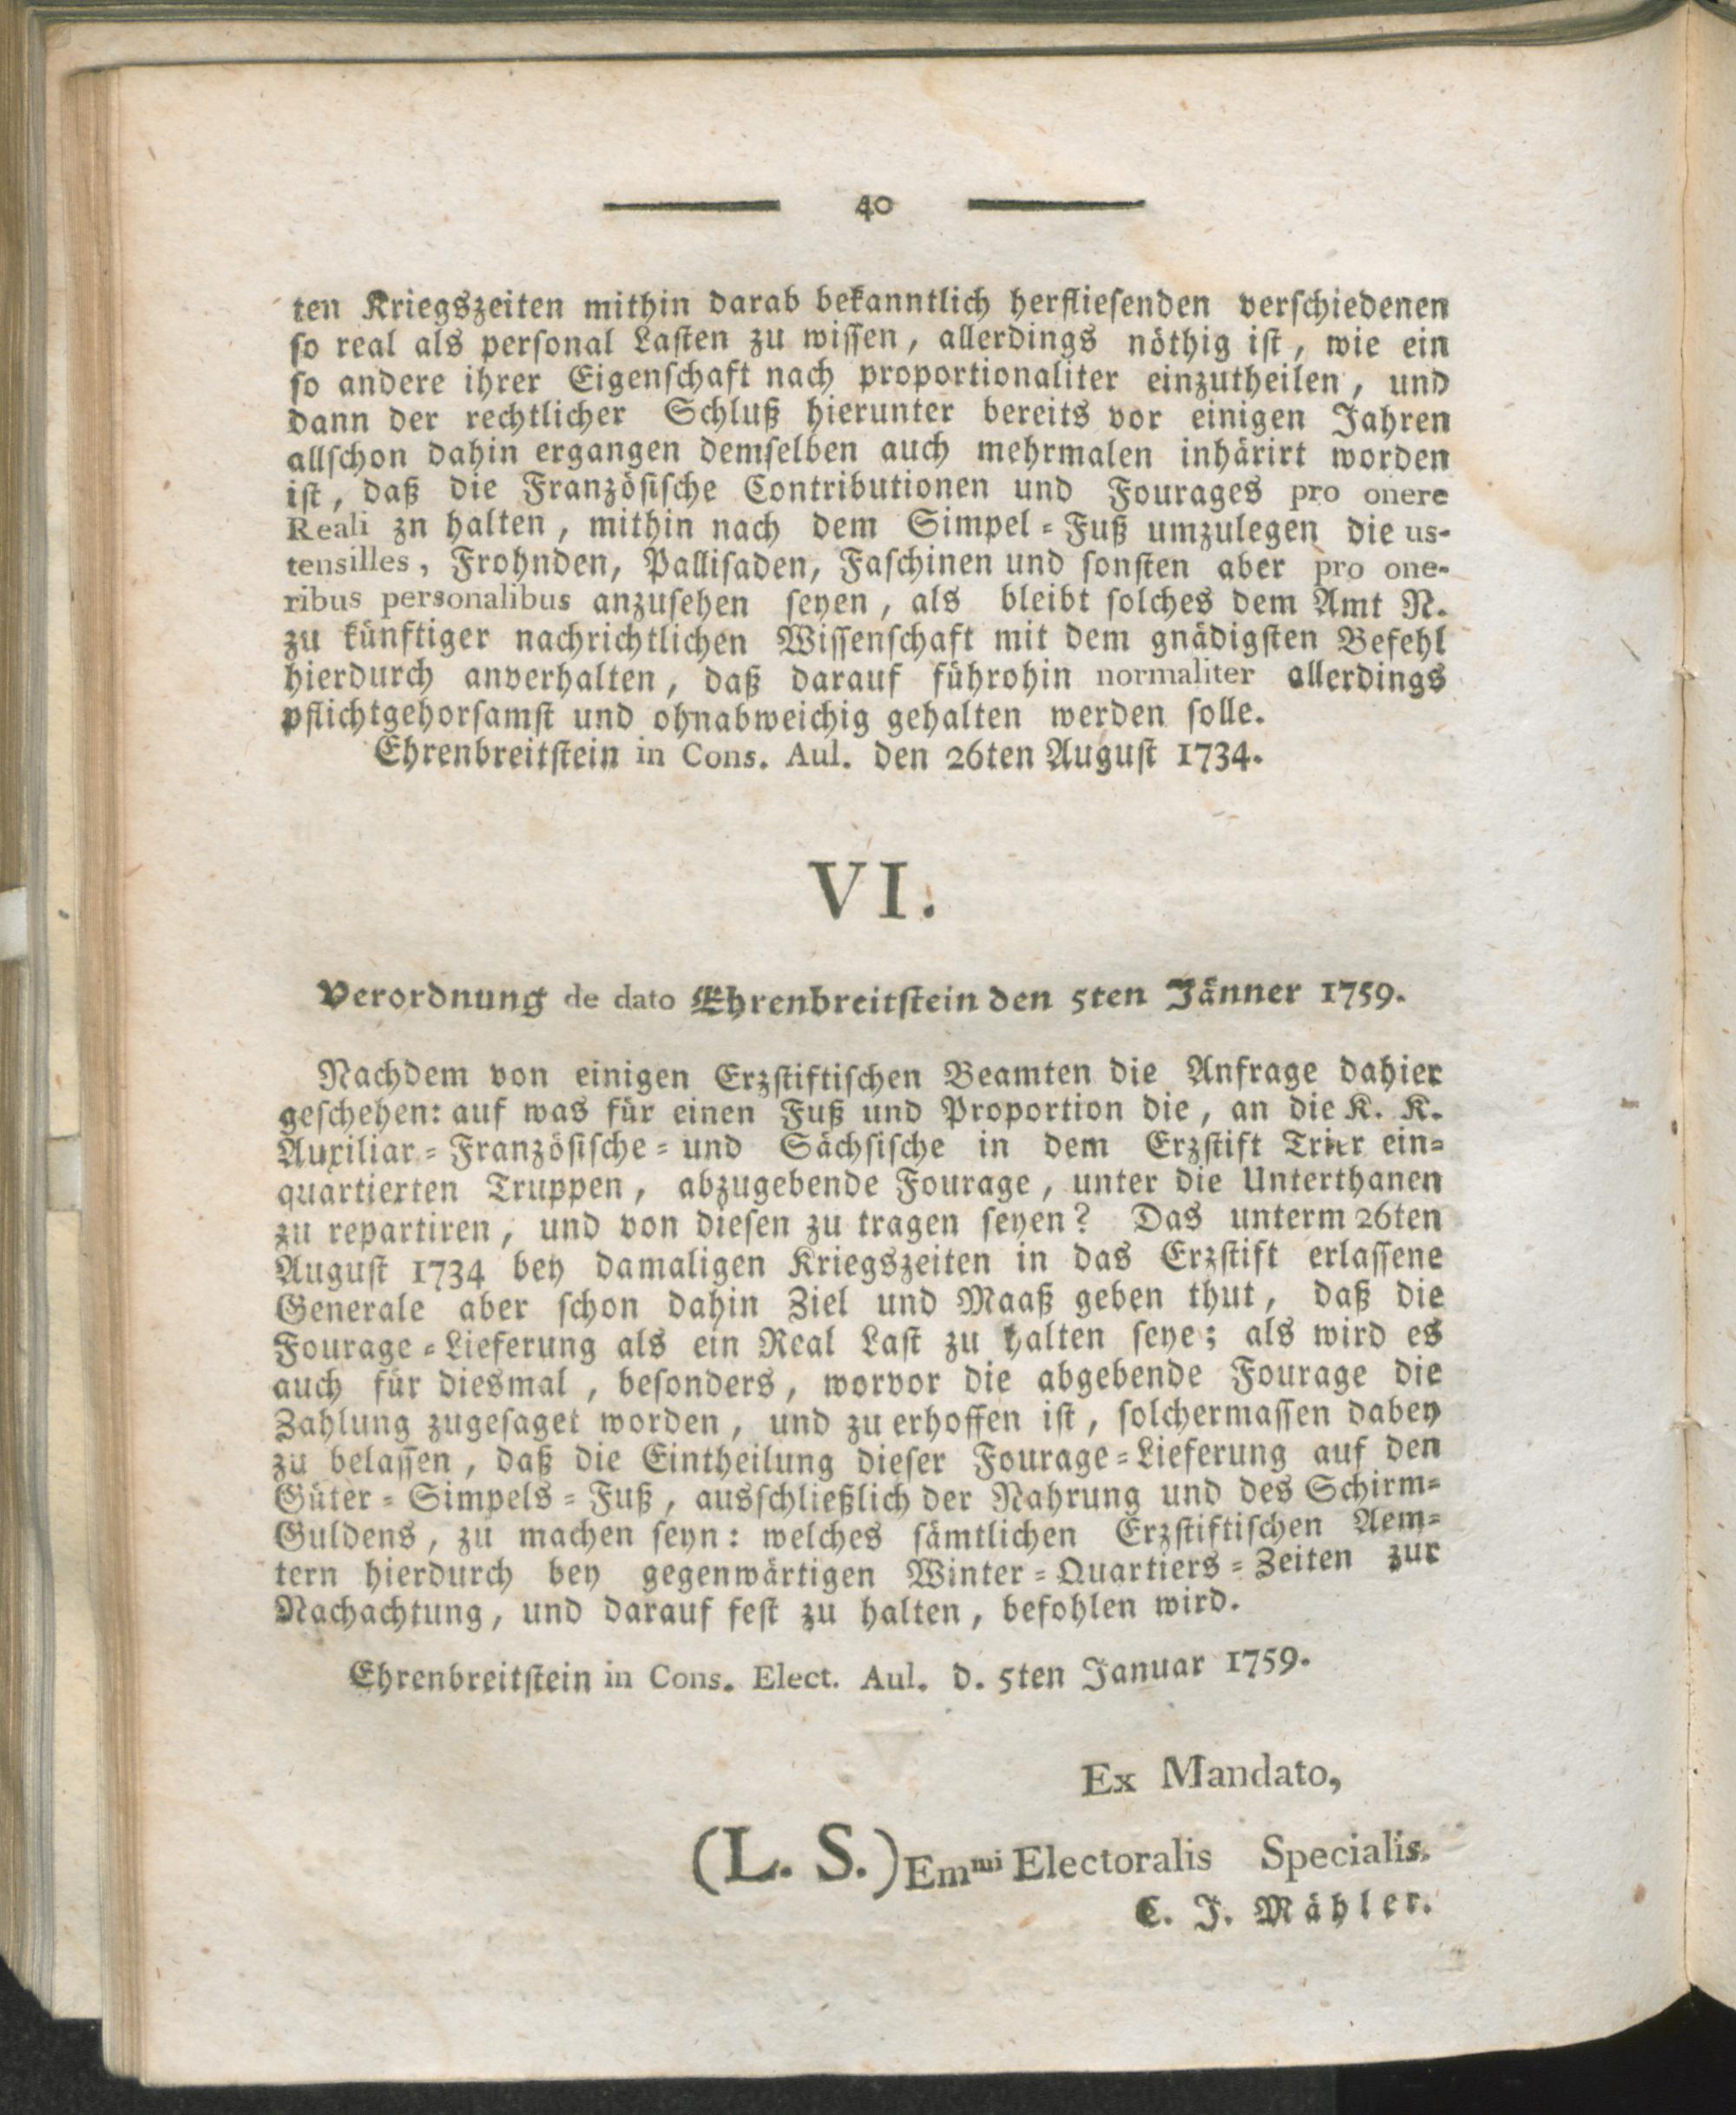 40
ten Kriegszeiten mithin darab bekanntlich herfliesenden verschiedenen
so real als personal Lasten zu wissen, allerdings nöthig ist, wie ein
so andere ihrer Eigenschaft nach proportionaliter einzutheilen, und
dann der rechtlicher Schluß hierunter bereits vor einigen Jahren
allschon dahin ergangen demselben auch mehrmalen inhärirt worden
ist, daß die Französische Contributionen und Fourages pro onere
Reali zn halten, mithin nach dem Simpel-Fuß umzulegen die us-
tensilles, Frohnden, Pallisaden, Faschinen und sonsten aber pro one-
ribus personalibus anzusehen seyen, als bleibt solches dem Amt N.
zu künftiger nachrichtlichen Wissenschaft mit dem gnädigsten Befehl
hierdurch anverhalten, daß darauf führohin normaliter allerdings
pflichtgehorsamst und ohnabweichig gehalten werden solle.
Ehrenbreitstein in Cons. Aul. den 26ten August 1734.
VI.
Verordnung de dato Ehrenbreitstein den 5ten Jänner 1759.
Nachdem von einigen Erzstiftischen Beamten die Anfrage dahier
geschehen: auf was für einen Fuß und Proportion die, an die K. K.
Auxiliar-Französische-und Sächsische in dem Erzstift Trier ein-
quartierten Truppen, abzugebende Fourage, unter die Unterthanen
zu repartiren, und von diesen zu tragen seyen? Das unterm 26ten
August 1734 bey damaligen Kriegszeiten in das Erzstift erlassene
Generale aber schon dahin Ziel und Maaß geben thut, daß die
Fourage-Lieferung als ein Real Last zu halten seye; als wird es
auch für diesmal, besonders, worvor die abgebende Fourage die
Zahlung zugesaget worden, und zu erhoffen ist, solchermassen dabey
zu belassen, daß die Eintheilung dieser Fourage-Lieferung auf den
Güter-Simpels-Fuß, ausschließlich der Nahrung und des Schirm-
Guldens, zu machen seyn: welches sämtlichen Erzstiftischen Aem-
tern hierdurch bey gegenwärtigen Winter-Quartiers-Zeiten zur
Nachachtung, und darauf fest zu halten, befohlen wird.
Ehrenbreitstein in Cons. Elect. Aul. d. 5ten Januar 1759.
Ex Mandato,
(L. S.) Emmi Electoralis Specialis.
C. J. Mähler.